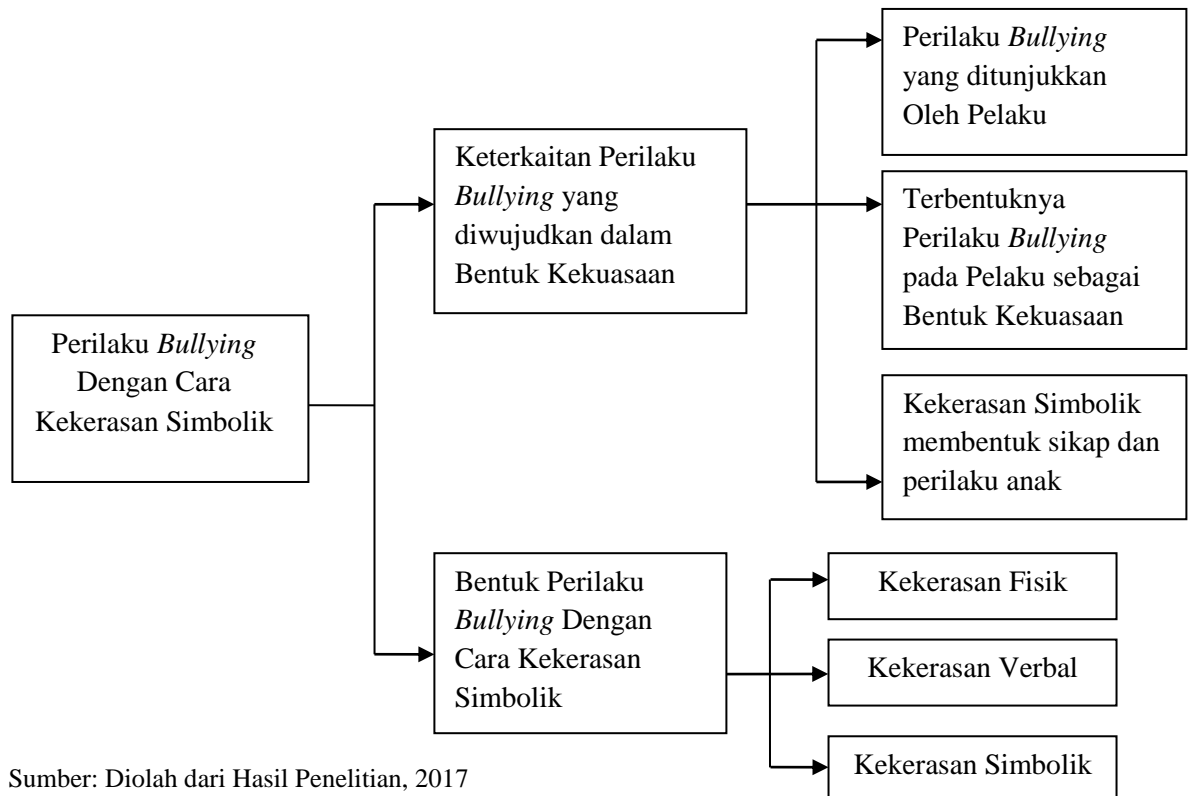 Perilaku Bullying
yang ditunjukkan
Oleh Pelaku
Keterkaitan Perilaku
Bullying yang
diwujudkan dalam
Bentuk Kekuasaan
Terbentuknya
Perilaku Bullying
pada Pelaku sebagai
Bentuk Kekuasaan
Perilaku Bullying
Dengan Cara
Kekerasan Simbolik
Kekerasan Simbolik
membentuk sikap dan
perilaku anak
Bentuk Perilaku
Bullying Dengan
Cara Kekerasan
Simbolik
Kekerasan Fisik
Kekerasan Verbal
Kekerasan Simbolik
Sumber: Diolah dari Hasil Penelitian, 2017